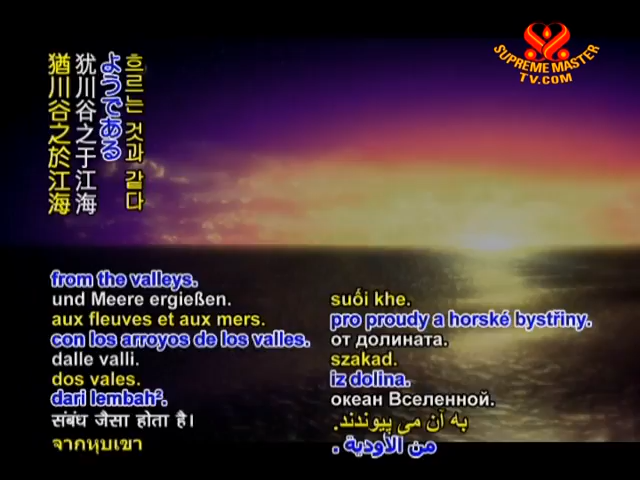 SUPREME MASTER
TV.COM
흐르는 것과 같다
ようである
犹川谷之于江海
猶川谷之於江海
from the valleys.
und Meere ergießen.
aux fleuves et aux mers.
con los arroyos de los valles.
dalle valli.
dos vales.
dari lembah².
संबंध जैसा होता है।
จากหุบเขา
suối khe.
pro proudy a horské bystřiny.
от долината.
szakad.
iz dolina.
океан Вселенной.
به آن می پیوندند.
من الأودية .